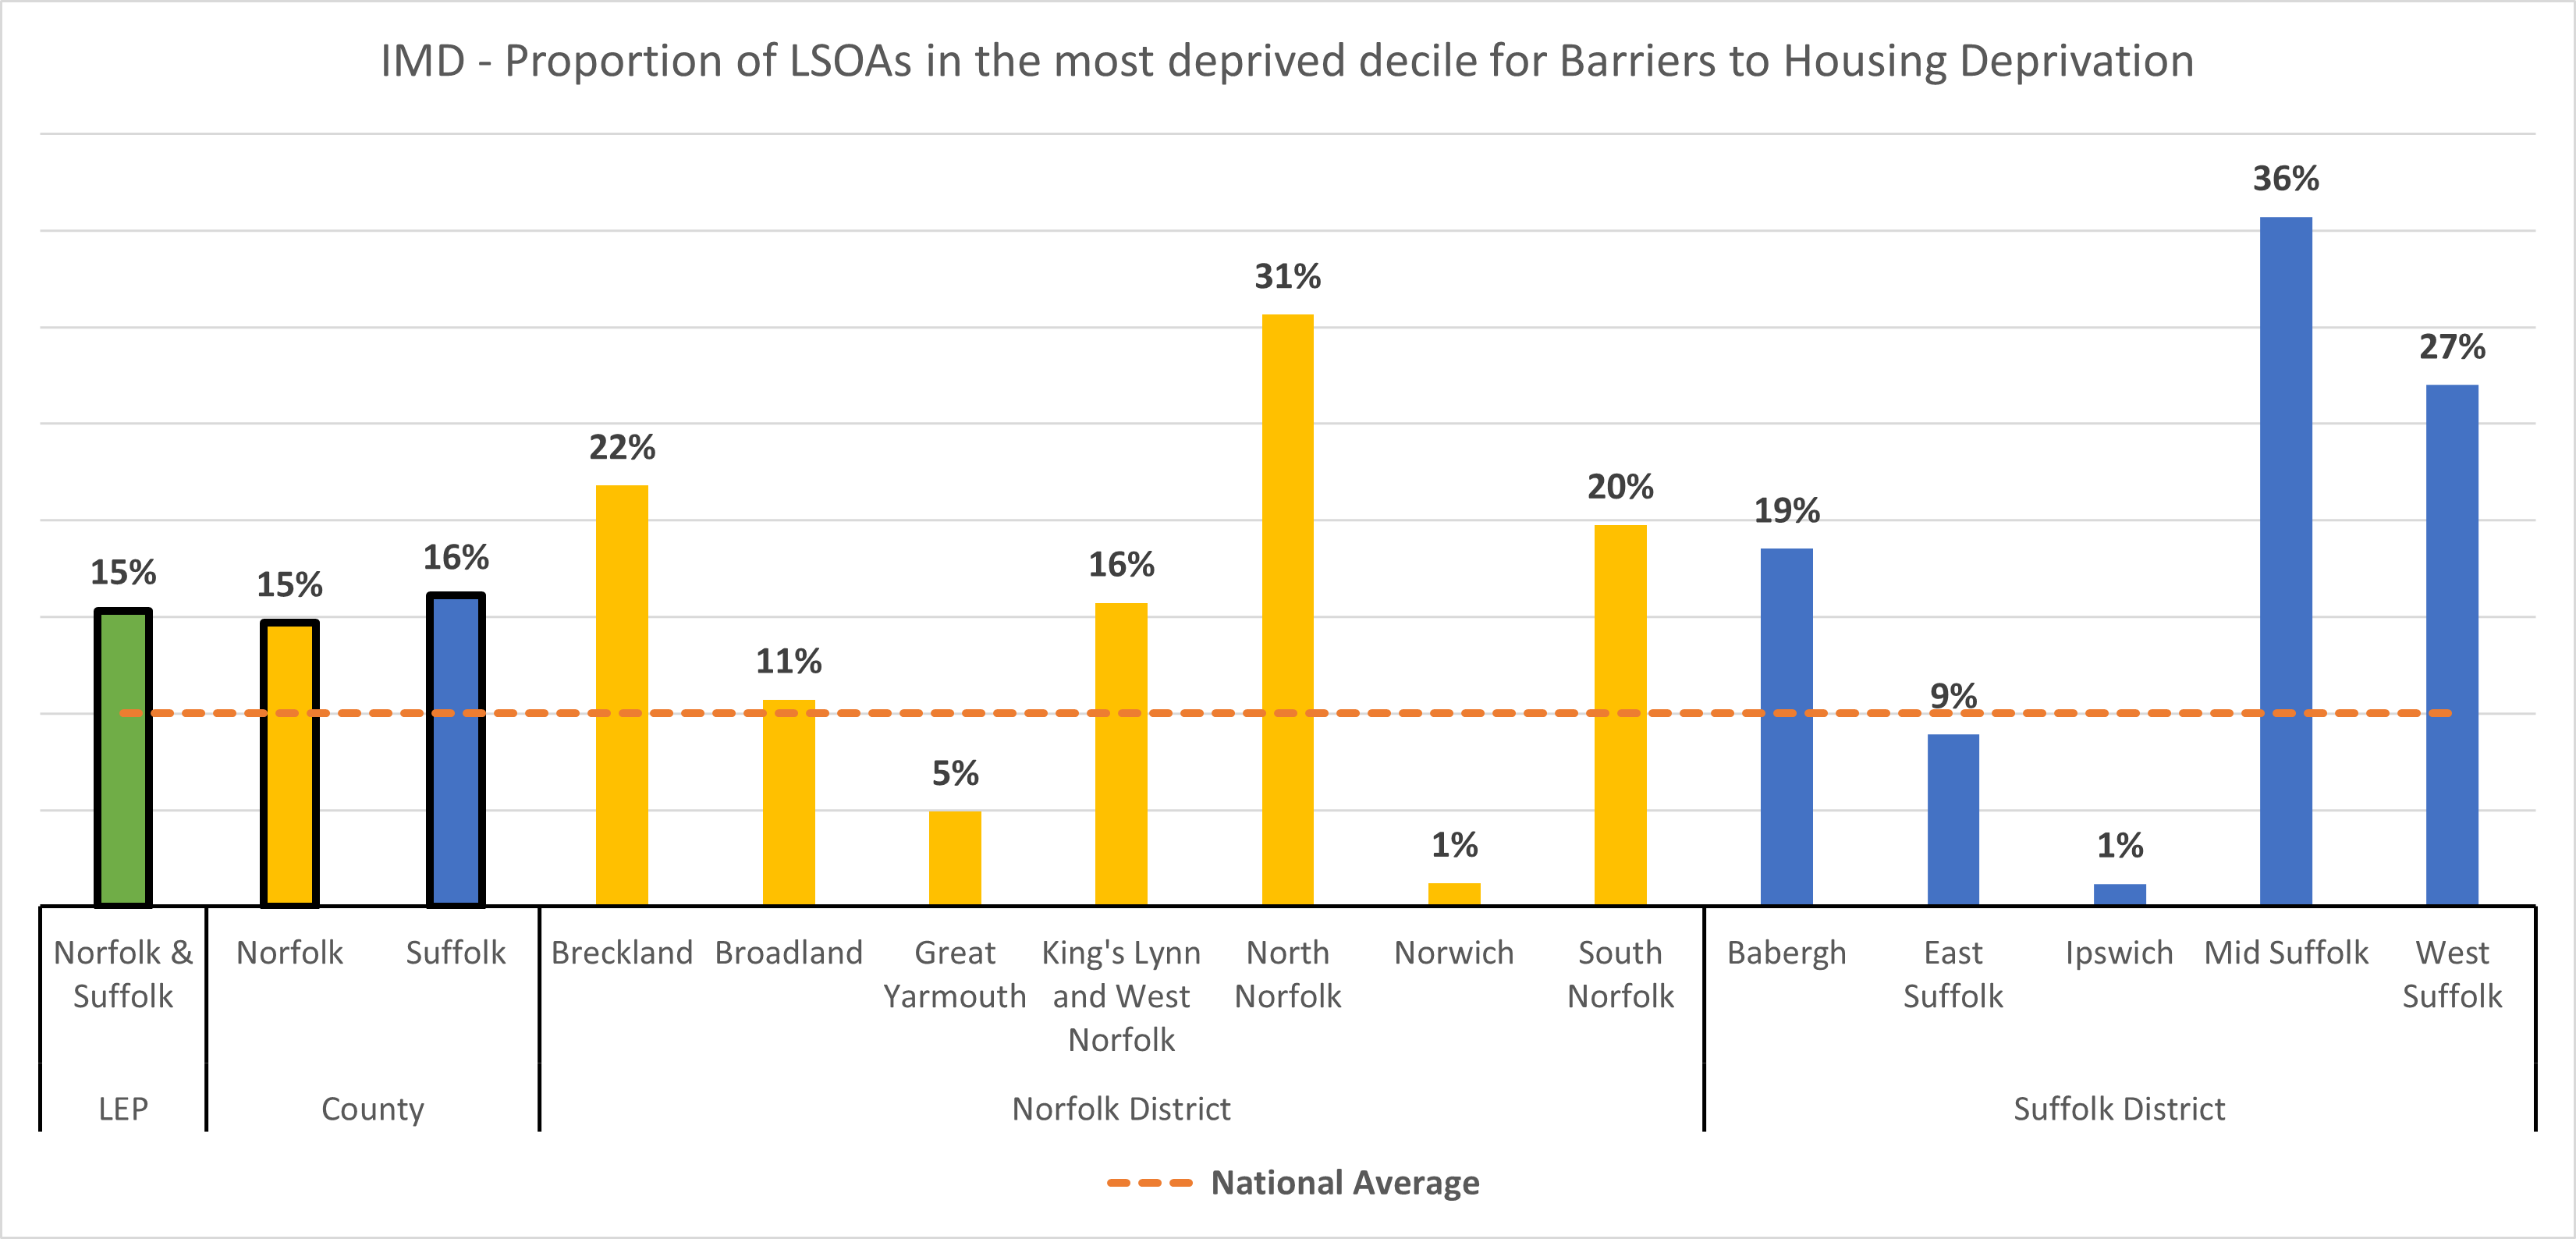 IMD - Proportion of LSOAs in the most deprived decile for Barriers to Housing Deprivation
15%
15%
16%
22%
11%
5%
16%
31%
1%
20%
19%
9%
1%
36%
27%
Norfolk &
Suffolk
Norfolk
Suffolk
Breckland
Broadland
Great
Yarmouth
King's Lynn
and West
Norfolk
North
Norfolk
Norwich
South
Norfolk
Babergh
East
Suffolk
Ipswich
Mid Suffolk
West
Suffolk
LEP
County
Norfolk District
Suffolk District
National Average